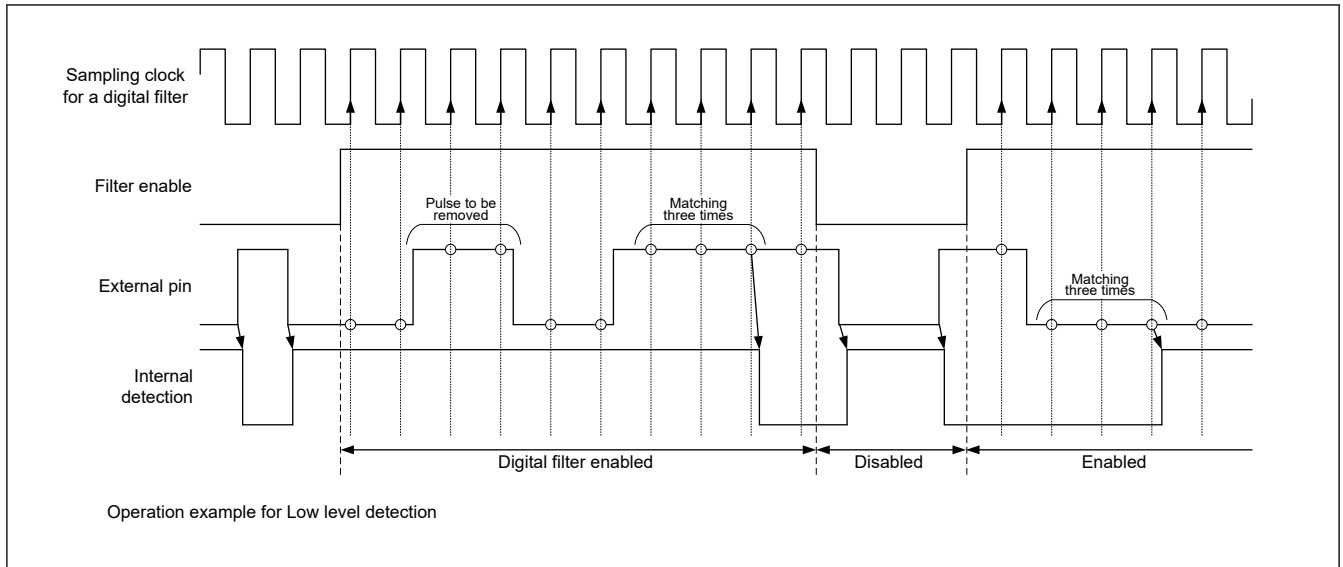 Sampling clock
for a digital filter
Filter enable
Pulse to be
removed
Matching
three times
External pin
Matching
three times
Internal
detection
Digital filter enabled
Disabled
Enabled
Operation example for Low level detection